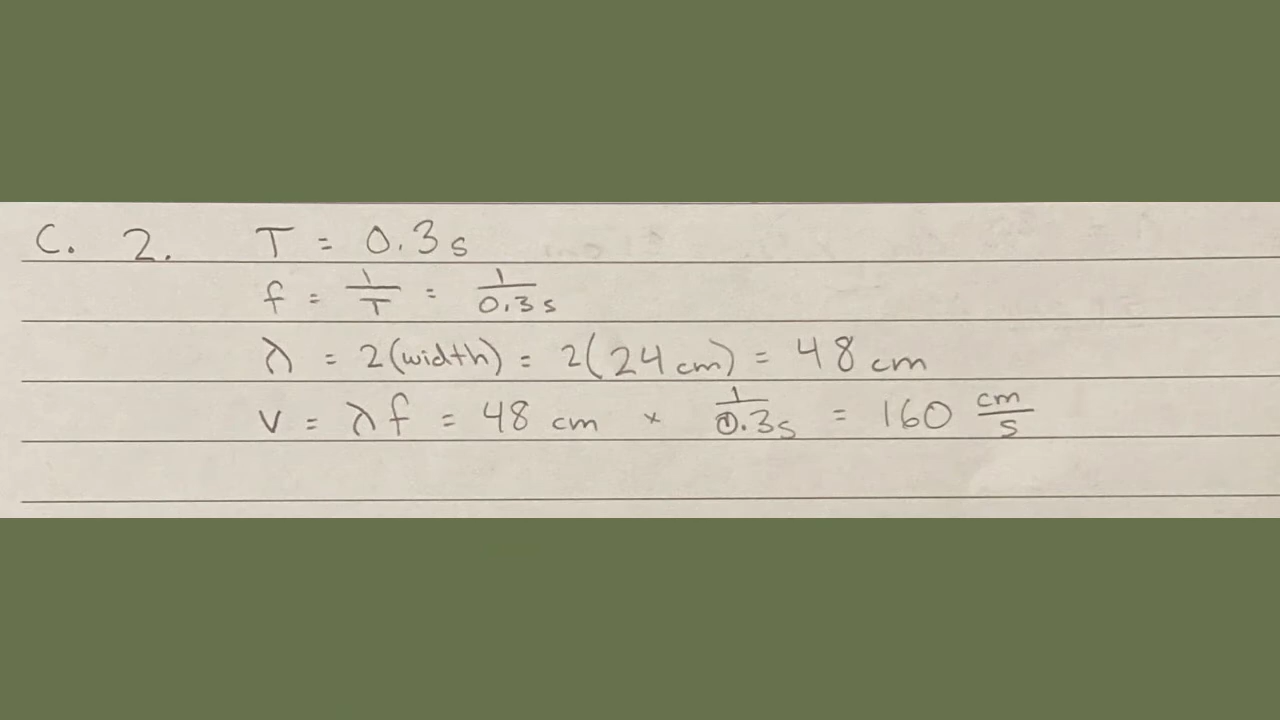 C. 2. T = 0.3 s
f = 1/T = 1/0.3 s
λ = 2(width) = 2(24 cm) = 48 cm
v = λf = 48 cm × 1/0.3s = 160 cm/s